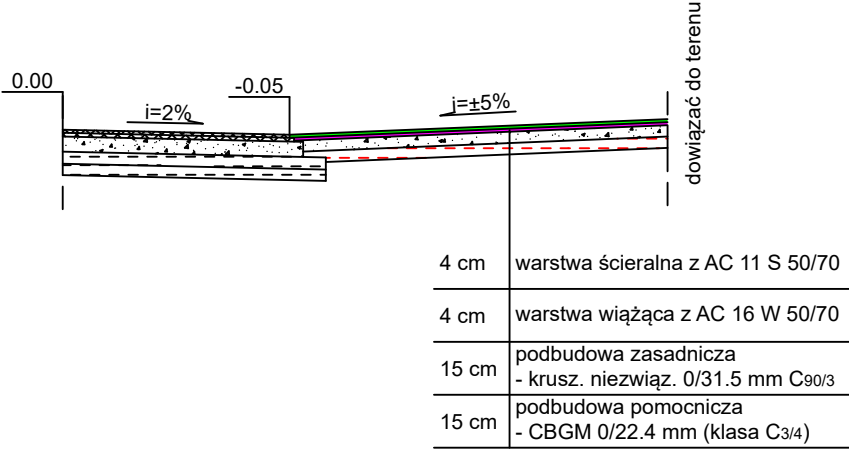 0.00
i=2%
-0.05
i=±5%
dowiązać do terenu
4 cm warstwa ścieralna z AC 11 S 50/70
4 cm warstwa wiążąca z AC 16 W 50/70
15 cm podbudowa zasadnicza
- krusz. niezwiąz. 0/31.5 mm C90/3
15 cm podbudowa pomocnicza
- CBGM 0/22.4 mm (klasa C3/4)